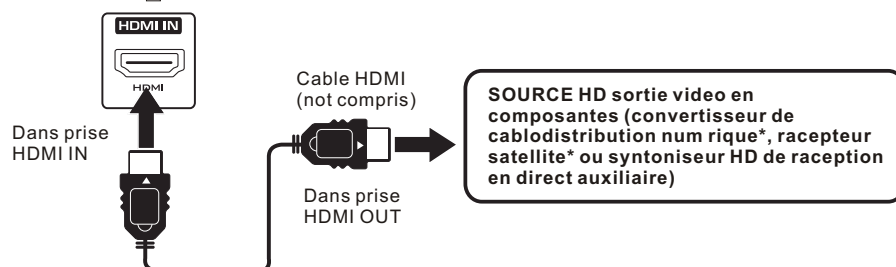 HDMI IN
HDMI
Dans prise
HDMI IN
Cable HDMI
(not compris)
Dans prise
HDMI OUT
SOURCE HD sortie video en
composantes (convertisseur de
cablodistribution num rique*, racepteur
satellite* ou syntoniseur HD de raception
en direct auxiliaire)